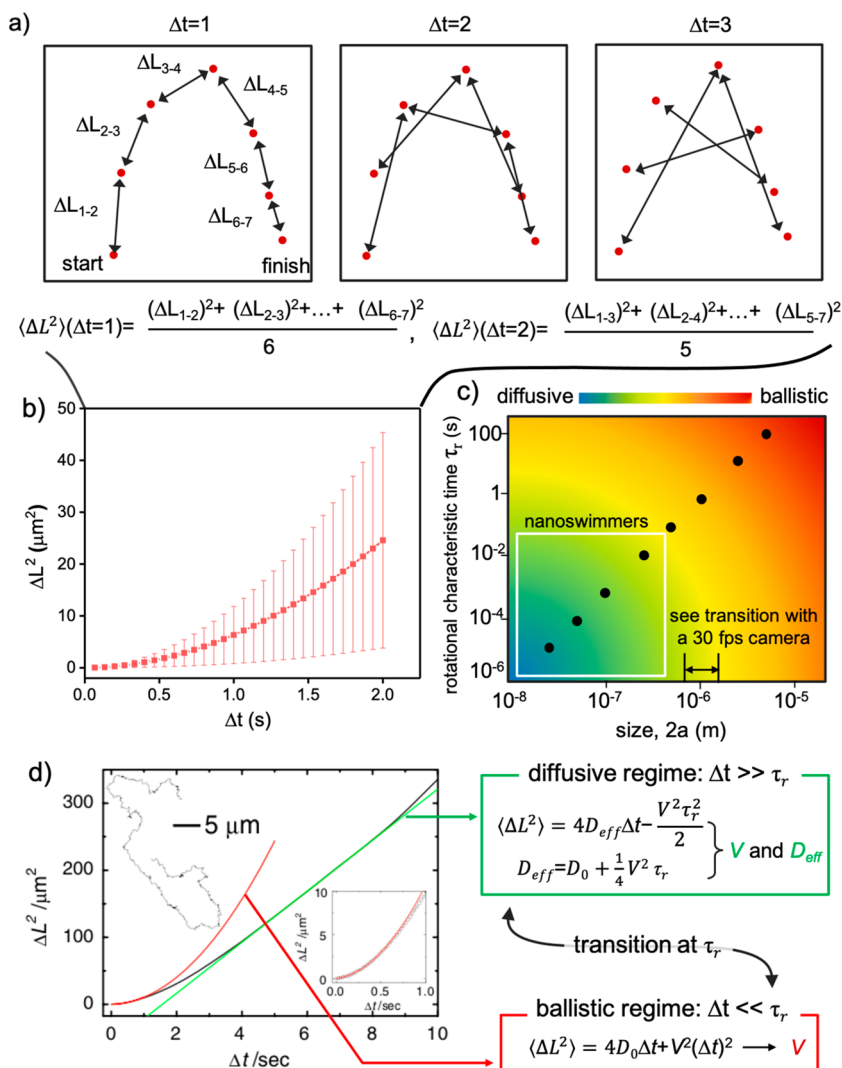 a)
Δt=1
Δt=2
Δt=3
ΔL3-4
ΔL4-5
ΔL2-3
ΔL5-6
ΔL1-2
ΔL6-7
start
finish
⟨ΔL²⟩(Δt=1)= (ΔL1-2)²+ (ΔL2-3)²+...+ (ΔL6-7)² / 6 , ⟨ΔL²⟩(Δt=2)= (ΔL1-3)²+ (ΔL2-4)²+...+ (ΔL5-7)² / 5
b)
50
40
30
20
10
0
ΔL² (μm²)
0.0
0.5
1.0
1.5
2.0
Δt (s)
c)
diffusive
ballistic
rotational characteristic time τr (s)
100
1
10⁻²
10⁻⁴
10⁻⁶
nanoswimmers
see transition with
a 30 fps camera
10⁻⁸
10⁻⁷
10⁻⁶
10⁻⁵
size, 2a (m)
d)
300
200
100
0
ΔL² /μm²
5 μm
10
5
0
ΔL² /μm²
0.0
1.0
Δt/sec
0
2
4
6
8
10
Δt/sec
diffusive regime: Δt >> τr
⟨ΔL²⟩ = 4DeffΔt− V²τr² / 2
Deff=D0 + ¼ V² τr
V and Deff
transition at τr
ballistic regime: Δt << τr
⟨ΔL²⟩ = 4D0Δt+V²(Δt)² → V